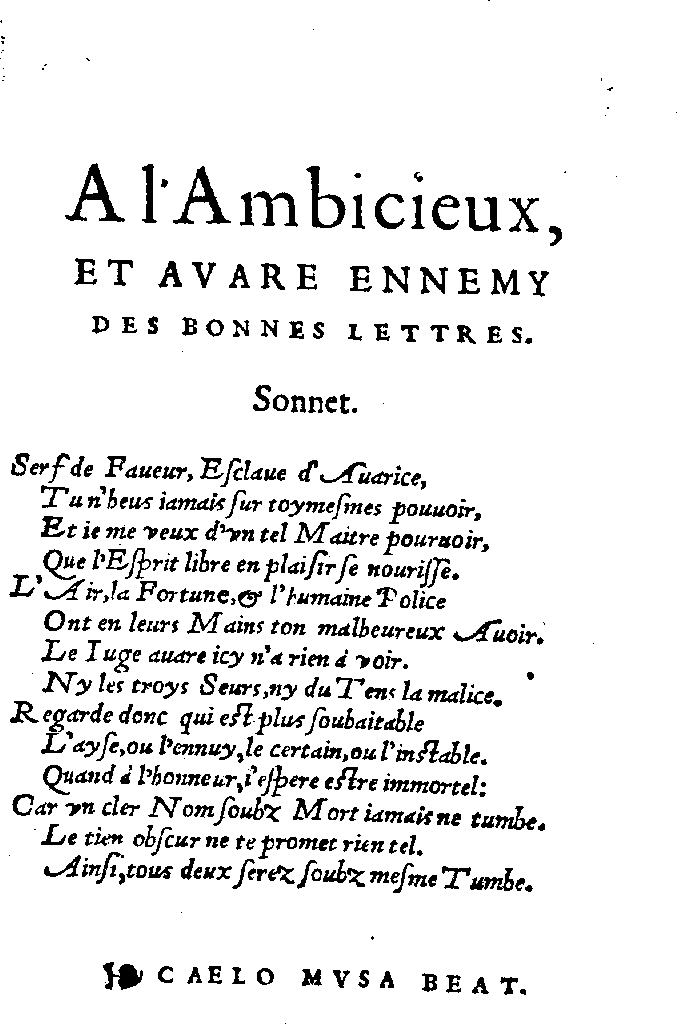 A l'Ambicieux,
ET AVARE ENNEMY
DES BONNES LETTRES.
Sonnet.
Serf de Faueur, Eſclaue d'Auarice,
Tu n'heus iamais ſur toymeſmes pouuoir,
Et ie me veux d'vn tel Maitre pouruoir,
Que l'Eſprit libre en plaiſir ſe nouriſſe.
L'Air, la Fortune, & l'humaine Police
Ont en leurs Mains ton malheureux Auoir.
Le Iuge auare icy n'a rien à voir.
Ny les troys Seurs, ny du Tens la malice.
Regarde donc qui eſt plus ſouhaitable
L'ayſe, ou l'ennuy, le certain, ou l'inſtable.
Quand à l'honneur, i'eſpere eſtre immortel:
Car vn cler Nom ſoubz Mort iamais ne tumbe.
Le tien obſcur ne te promet rien tel.
Ainſi, tous deux ſerez ſoubz meſme Tumbe.
CAELO MVSA BEAT.